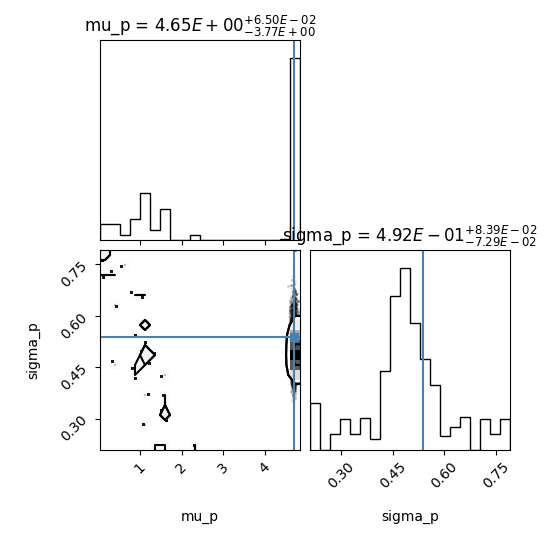 mu_p = 4.65E + 00+6.50E − 02−3.77E + 00
sigma_p = 4.92E − 01+8.39E − 02−7.29E − 02
0.75
0.60
0.45
0.30
sigma_p
1
2
3
4
mu_p
0.30
0.45
0.60
0.75
sigma_p